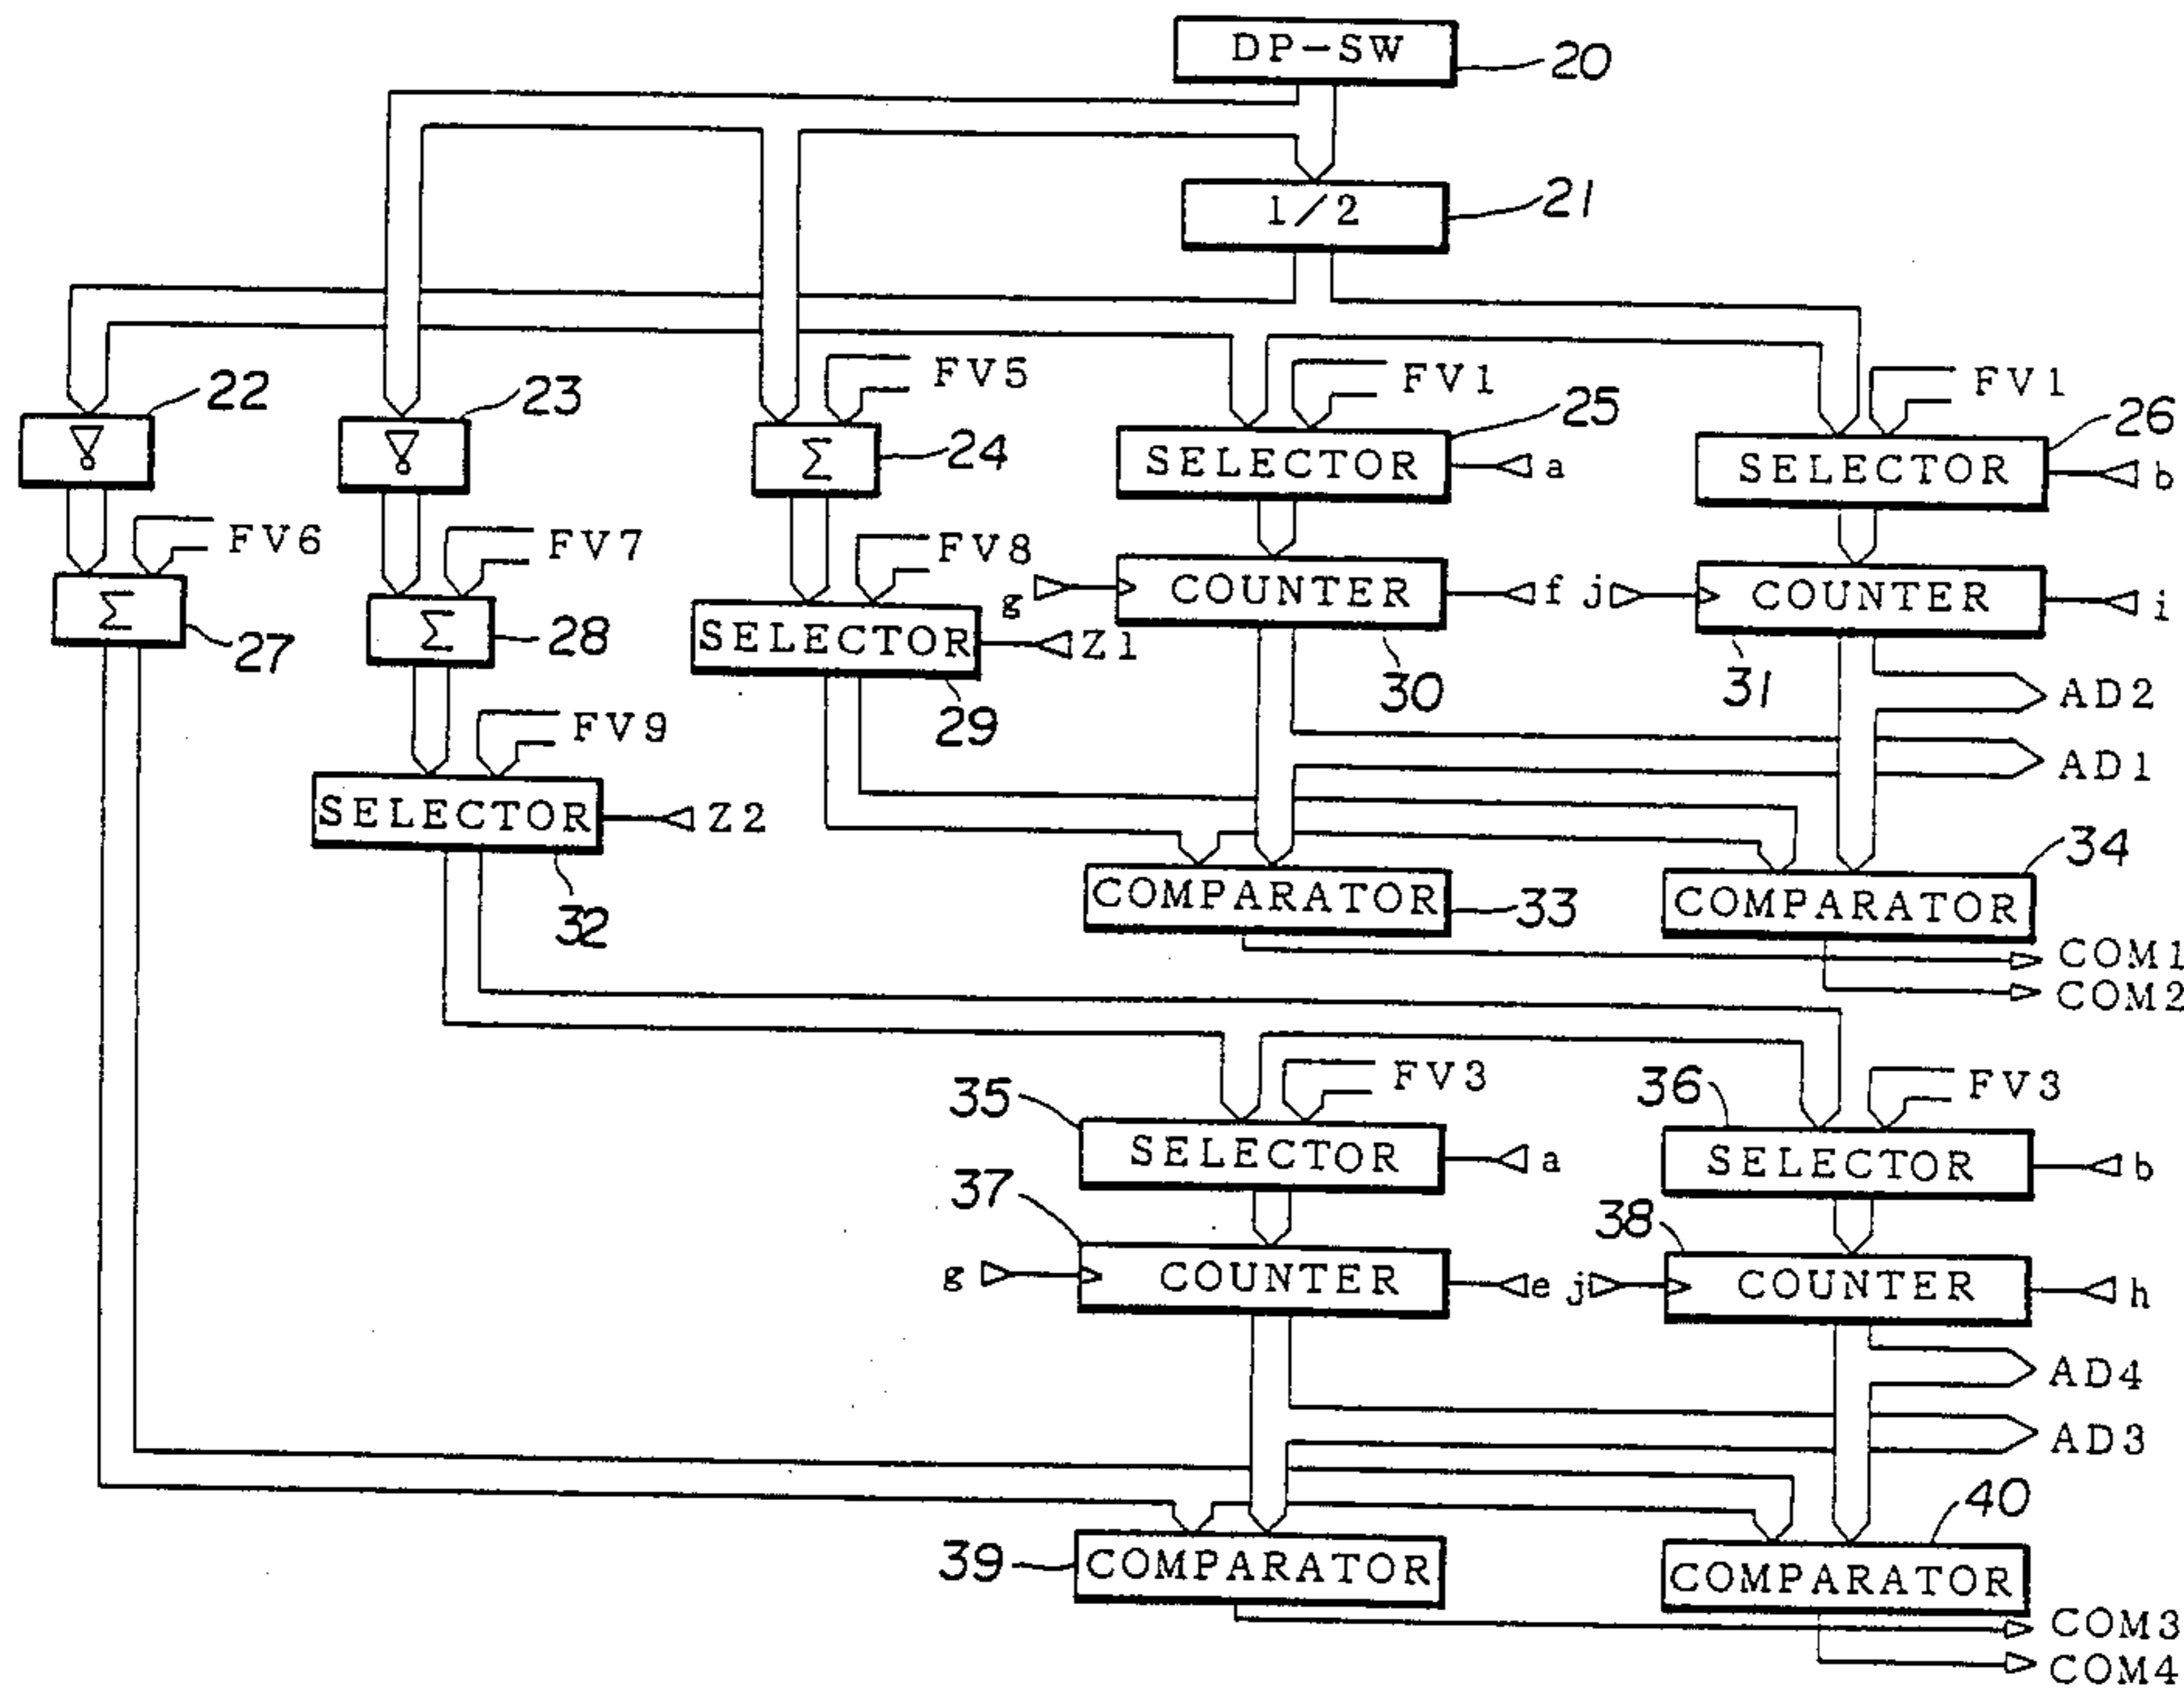 DP-SW
20
1/2
21
22
23
FV5
FV1
FV1
Σ
24
SELECTOR
25
a
SELECTOR
26
b
FV6
FV7
FV8
g
COUNTER
f
j
COUNTER
i
Σ
27
Σ
28
SELECTOR
Z1
29
30
31
AD2
FV9
AD1
SELECTOR
Z2
32
COMPARATOR
33
COMPARATOR
34
COM1
COM2
FV3
FV3
35
SELECTOR
a
36
SELECTOR
b
37
g
COUNTER
e
38
j
COUNTER
h
AD4
AD3
39
COMPARATOR
40
COMPARATOR
COM3
COM4